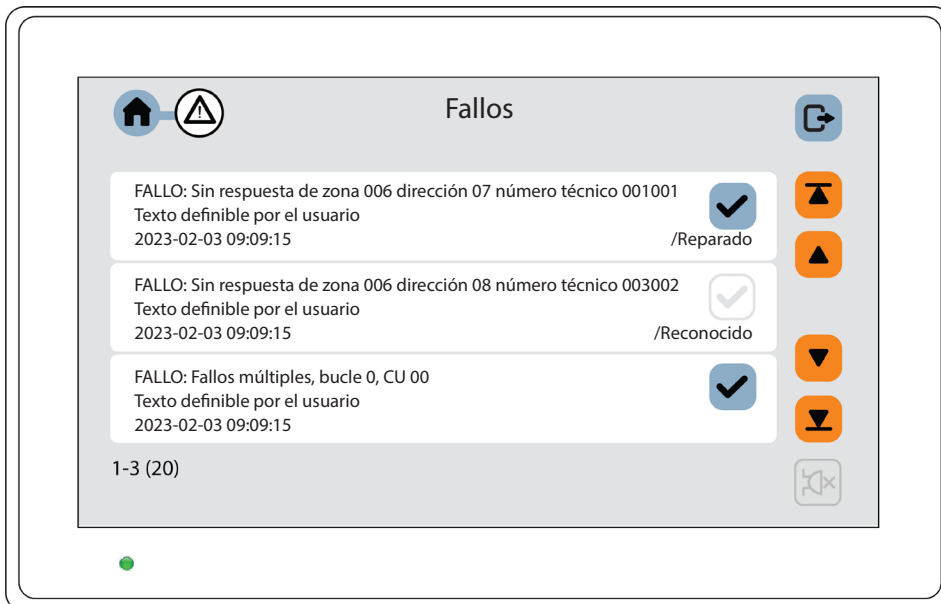 Fallos
FALLO: Sin respuesta de zona 006 dirección 07 número técnico 001001
Texto definible por el usuario
2023-02-03 09:09:15
/Reparado
FALLO: Sin respuesta de zona 006 dirección 08 número técnico 003002
Texto definible por el usuario
2023-02-03 09:09:15
/Reconocido
FALLO: Fallos múltiples, bucle 0, CU 00
Texto definible por el usuario
2023-02-03 09:09:15
1-3 (20)